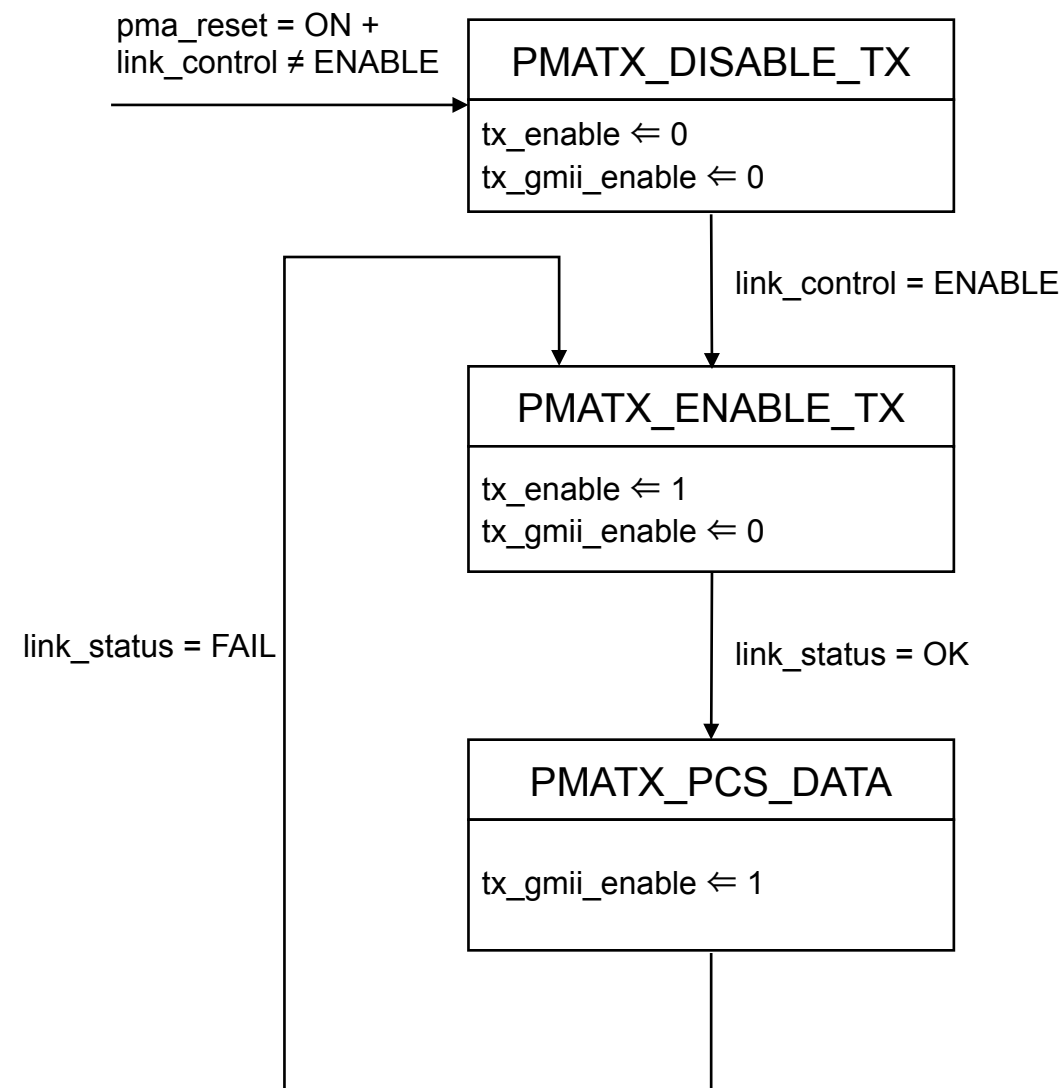 pma_reset = ON +
link_control ≠ ENABLE
PMATX_DISABLE_TX
tx_enable ⇐ 0
tx_gmii_enable ⇐ 0
link_control = ENABLE
PMATX_ENABLE_TX
tx_enable ⇐ 1
tx_gmii_enable ⇐ 0
link_status = FAIL
link_status = OK
PMATX_PCS_DATA
tx_gmii_enable ⇐ 1